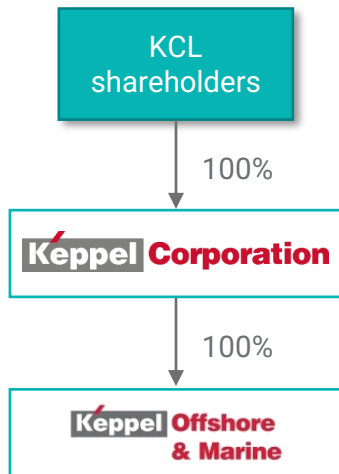 KCL
shareholders
100%
Keppel Corporation
100%
Keppel Offshore
& Marine